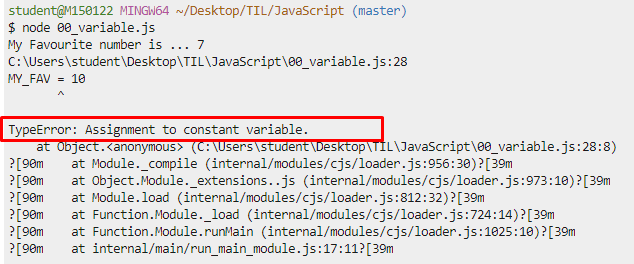 student@M150122 MINGW64 ~/Desktop/TIL/JavaScript (master)
$ node 00_variable.js
My Favourite number is ... 7
C:\Users\student\Desktop\TIL\JavaScript\00_variable.js:28
MY_FAV = 10
       ^
TypeError: Assignment to constant variable.
    at Object.<anonymous> (C:\Users\student\Desktop\TIL\JavaScript\00_variable.js:28:8)
?[90m    at Module._compile (internal/modules/cjs/loader.js:956:30)?[39m
?[90m    at Object.Module._extensions..js (internal/modules/cjs/loader.js:973:10)?[39m
?[90m    at Module.load (internal/modules/cjs/loader.js:812:32)?[39m
?[90m    at Function.Module._load (internal/modules/cjs/loader.js:724:14)?[39m
?[90m    at Function.Module.runMain (internal/modules/cjs/loader.js:1025:10)?[39m
?[90m    at internal/main/run_main_module.js:17:11?[39m